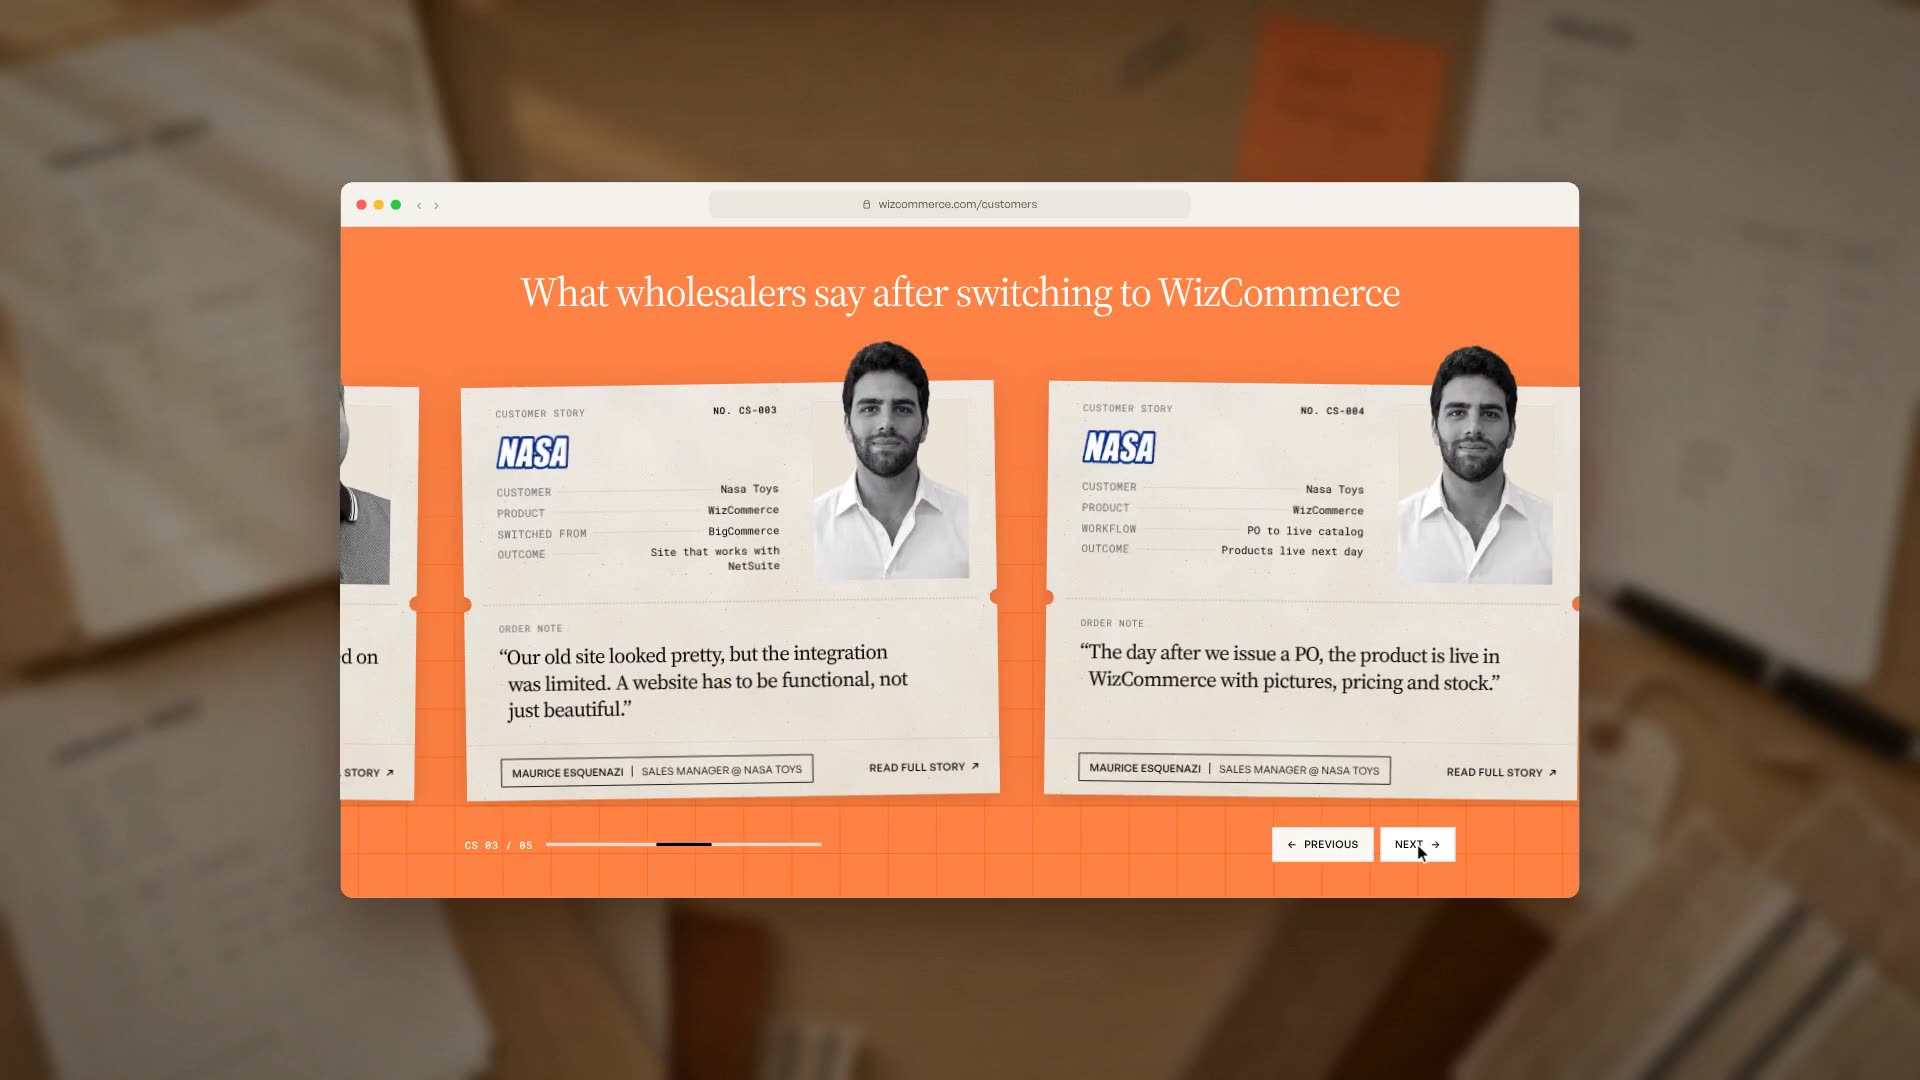 ‹ ›
wizcommerce.com/customers
What wholesalers say after switching to WizCommerce
d on
STORY ↗
CUSTOMER STORY
NO. CS-003
NASA
CUSTOMER Nasa Toys
PRODUCT WizCommerce
SWITCHED FROM BigCommerce
OUTCOME Site that works with
NetSuite
ORDER NOTE
“Our old site looked pretty, but the integration
was limited. A website has to be functional, not
just beautiful.”
MAURICE ESQUENAZI | SALES MANAGER @ NASA TOYS
READ FULL STORY ↗
CUSTOMER STORY
NO. CS-004
NASA
CUSTOMER Nasa Toys
PRODUCT WizCommerce
WORKFLOW PO to live catalog
OUTCOME Products live next day
ORDER NOTE
“The day after we issue a PO, the product is live in
WizCommerce with pictures, pricing and stock.”
MAURICE ESQUENAZI | SALES MANAGER @ NASA TOYS
READ FULL STORY ↗
CS 03 / 05
← PREVIOUS
NEXT →